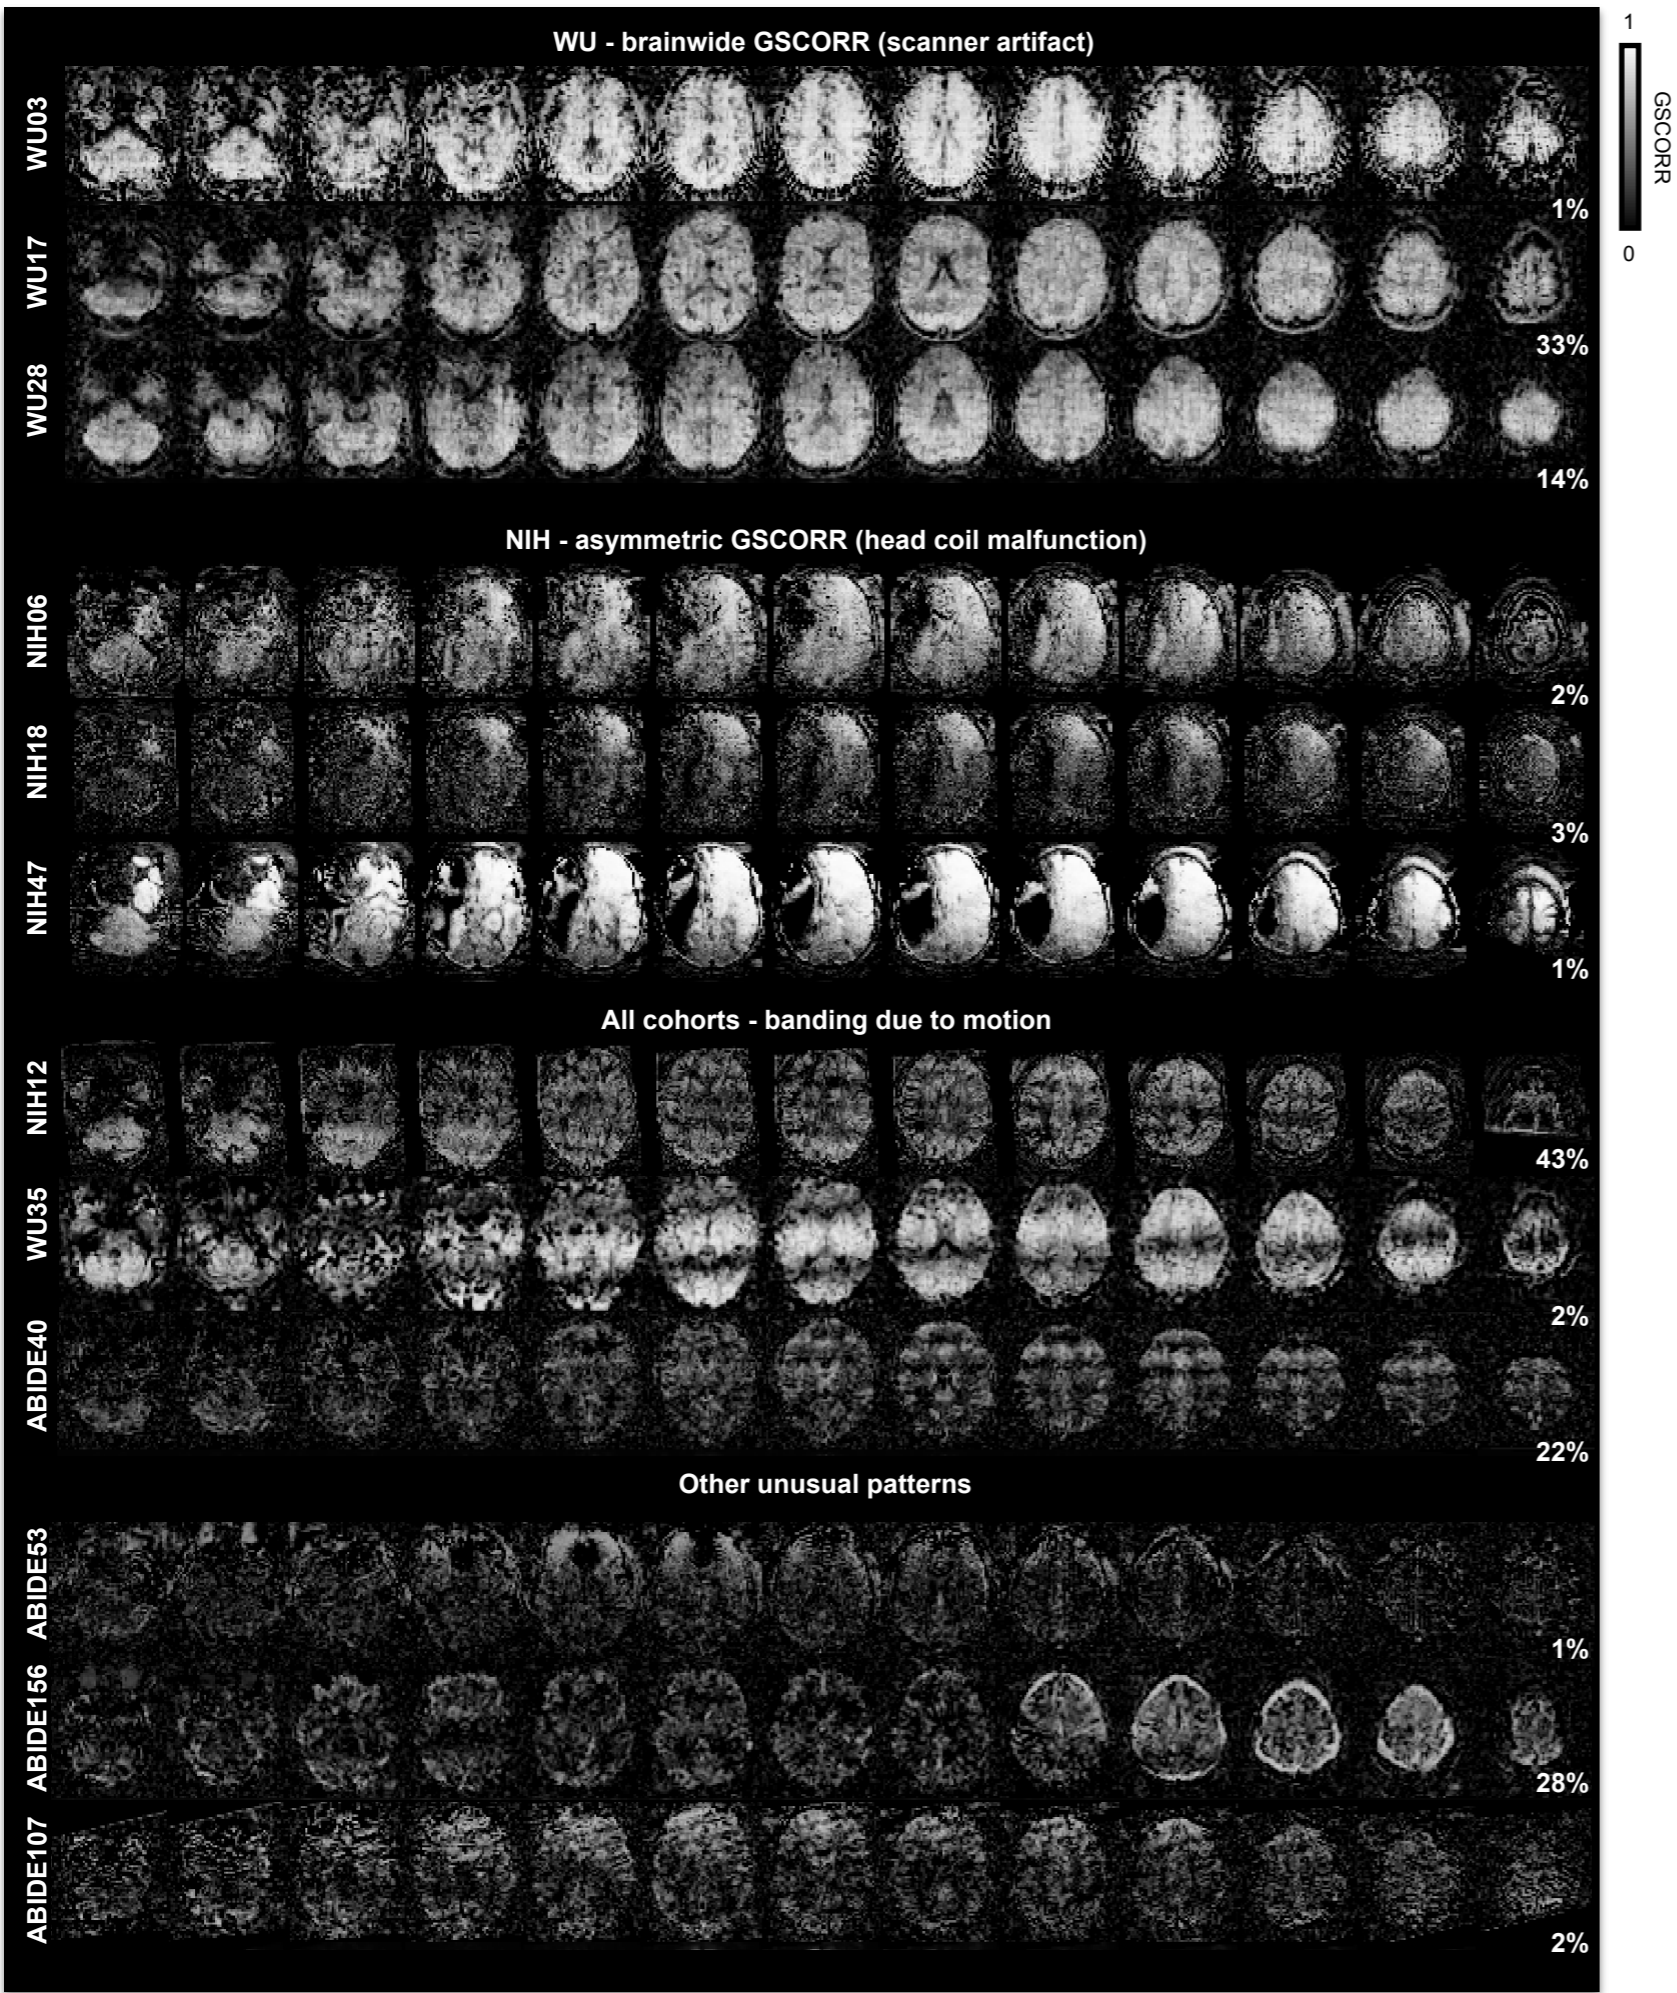 WU - brainwide GSCORR (scanner artifact)
1
GSCORR
0
WU03
1%
WU17
33%
WU28
14%
NIH - asymmetric GSCORR (head coil malfunction)
NIH06
2%
NIH18
3%
NIH47
1%
All cohorts - banding due to motion
NIH12
43%
WU35
2%
ABIDE40
22%
Other unusual patterns
ABIDE53
1%
ABIDE156
28%
ABIDE107
2%